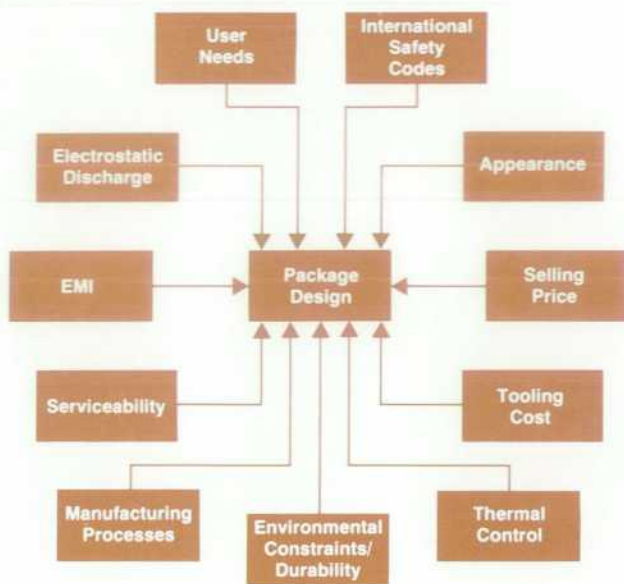 User
Needs
International
Safety
Codes
Electrostatic
Discharge
Appearance
EMI
Package
Design
Selling
Price
Serviceability
Tooling
Cost
Manufacturing
Processes
Environmental
Constraints/
Durability
Thermal
Control